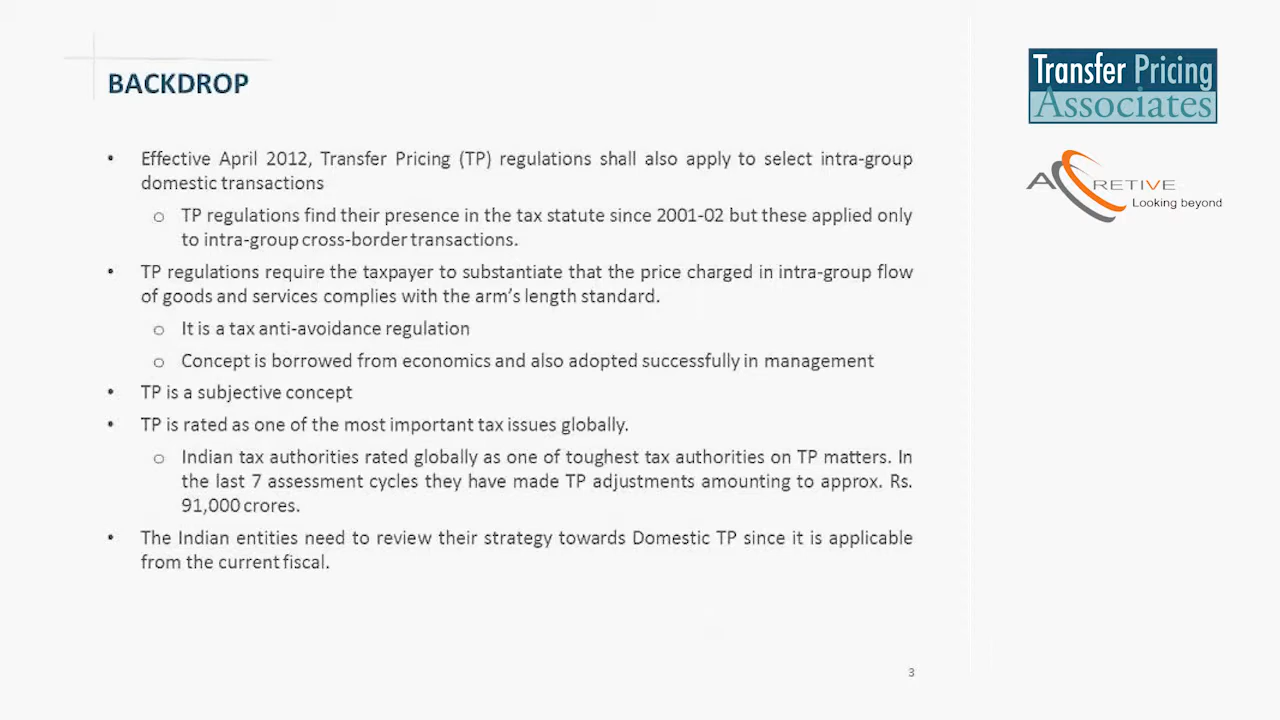 BACKDROP
Transfer Pricing
Associates
ACCRETIVE
Looking beyond
• Effective April 2012, Transfer Pricing (TP) regulations shall also apply to select intra-group
domestic transactions
o TP regulations find their presence in the tax statute since 2001-02 but these applied only
to intra-group cross-border transactions.
• TP regulations require the taxpayer to substantiate that the price charged in intra-group flow
of goods and services complies with the arm’s length standard.
o It is a tax anti-avoidance regulation
o Concept is borrowed from economics and also adopted successfully in management
• TP is a subjective concept
• TP is rated as one of the most important tax issues globally.
o Indian tax authorities rated globally as one of toughest tax authorities on TP matters. In
the last 7 assessment cycles they have made TP adjustments amounting to approx. Rs.
91,000 crores.
• The Indian entities need to review their strategy towards Domestic TP since it is applicable
from the current fiscal.
3